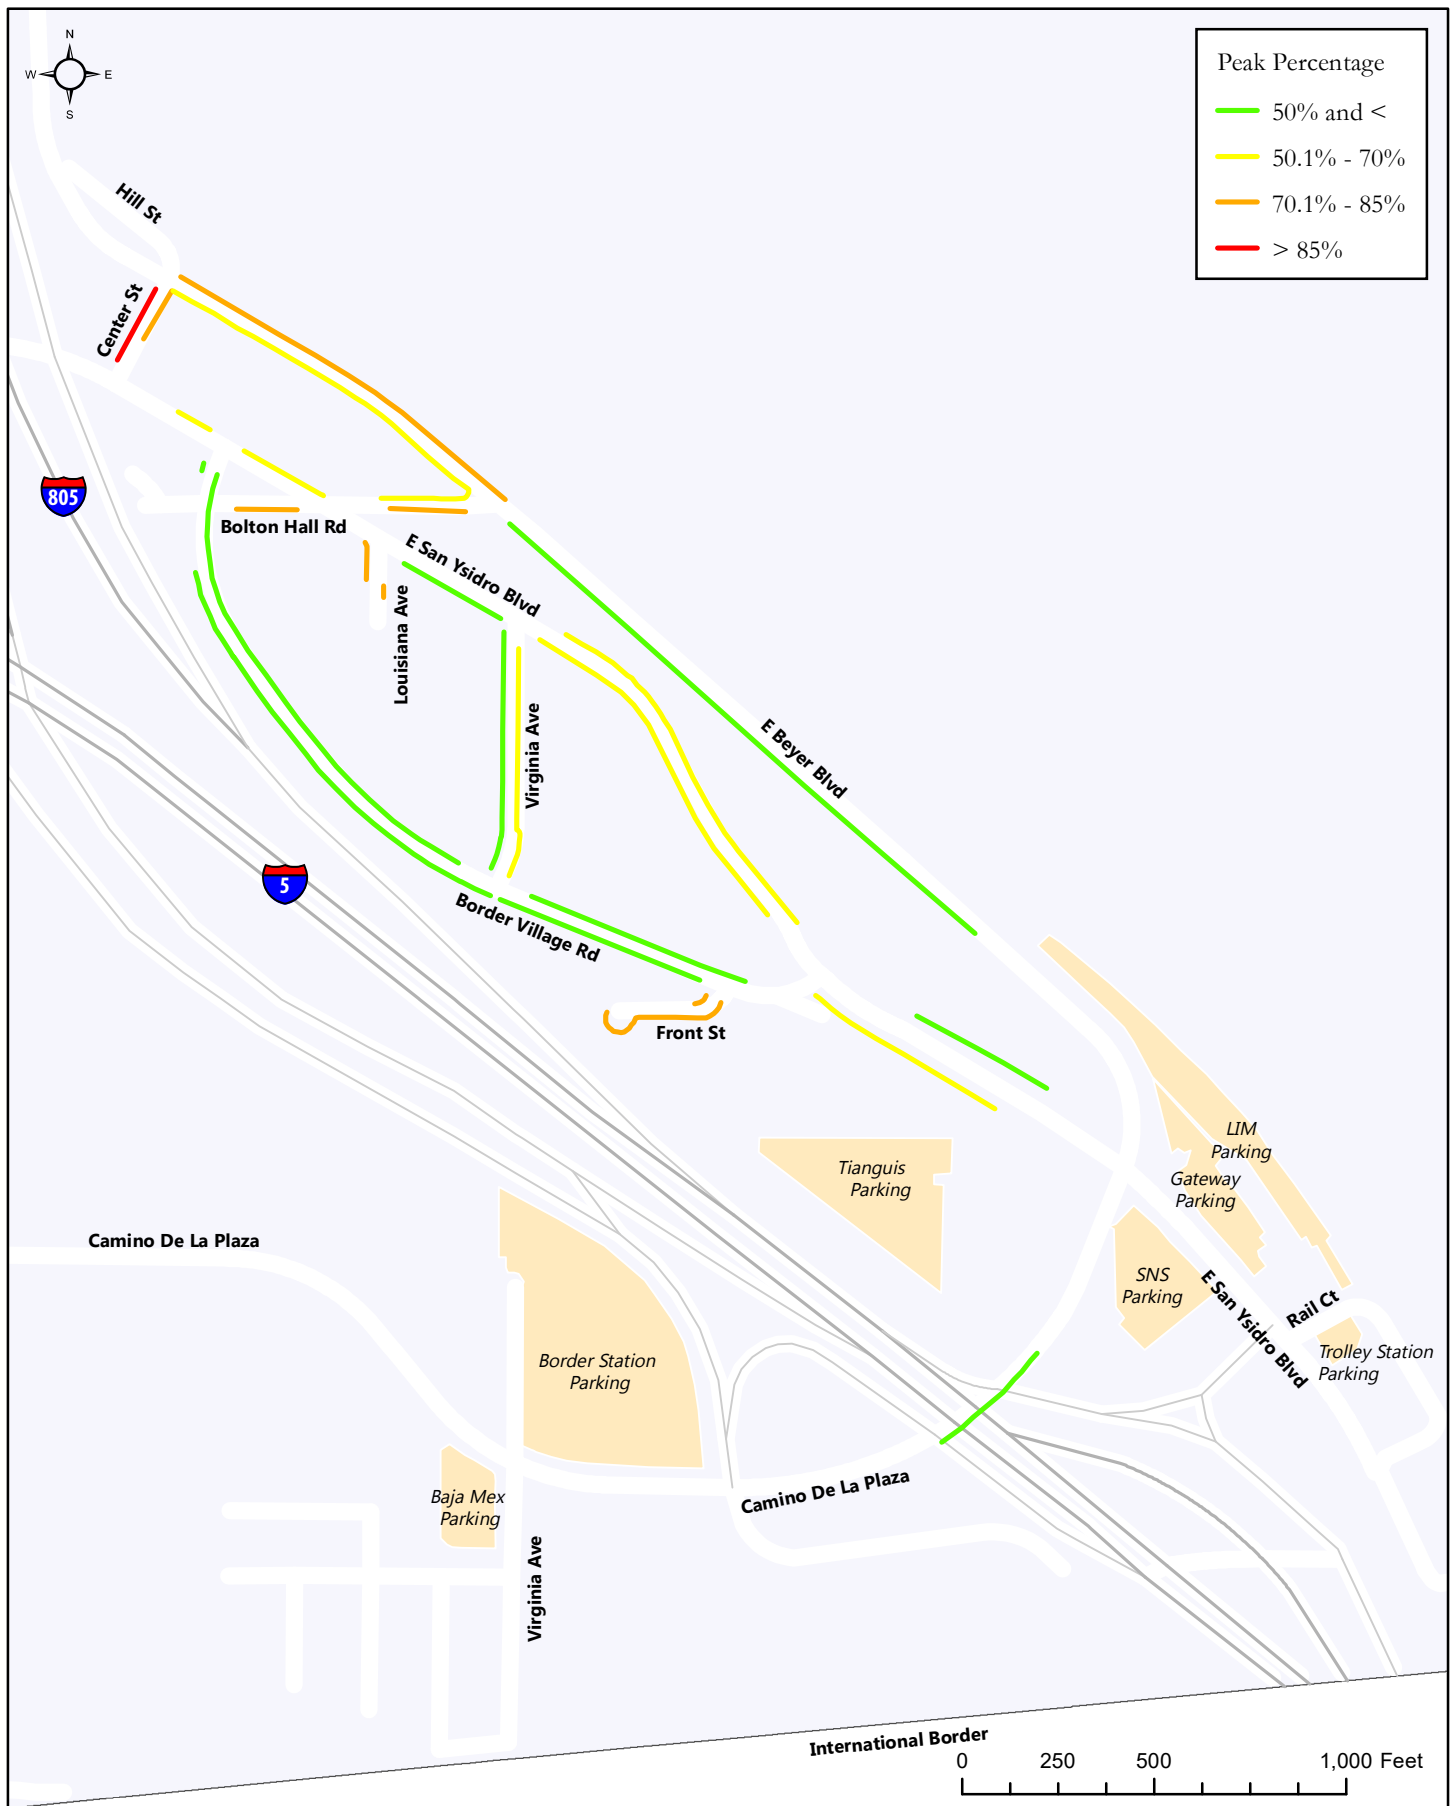 N
W E
S
Peak Percentage
50% and <
50.1% - 70%
70.1% - 85%
> 85%
Hill St
Center St
805
Bolton Hall Rd
E San Ysidro Blvd
Louisiana Ave
Virginia Ave
E Beyer Blvd
5
Border Village Rd
Front St
LIM
Parking
Tianguis
Parking
Gateway
Parking
Camino De La Plaza
SNS
Parking
E San Ysidro Blvd
Rail Ct
Trolley Station
Parking
Border Station
Parking
Baja Mex
Parking
Camino De La Plaza
Virginia Ave
International Border
0 250 500 1,000 Feet